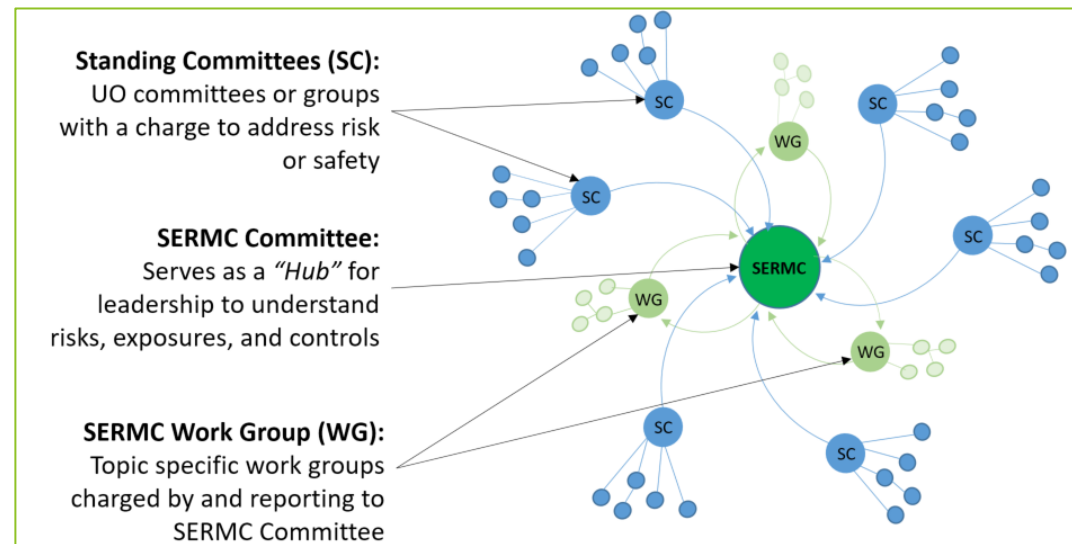 Standing Committees (SC):
UO committees or groups
with a charge to address risk
or safety
SERMC Committee:
Serves as a “Hub” for
leadership to understand
risks, exposures, and controls
SERMC Work Group (WG):
Topic specific work groups
charged by and reporting to
SERMC Committee
SC
SC
WG
SC
SC
SERMC
WG
WG
SC
SC